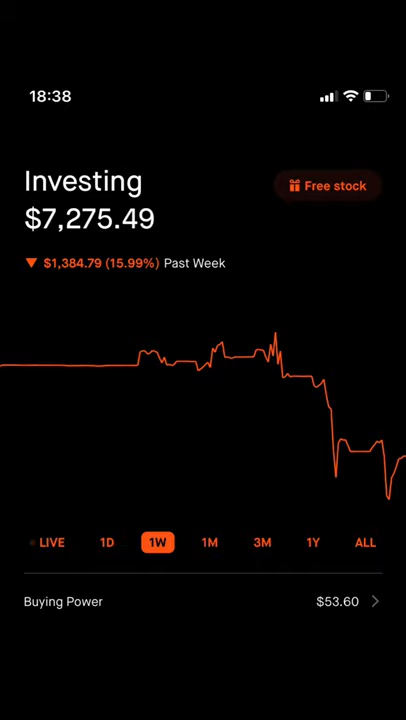 18:38
Investing
Free stock
$7,275.49
▼ $1,384.79 (15.99%) Past Week
LIVE 1D 1W 1M 3M 1Y ALL
Buying Power $53.60